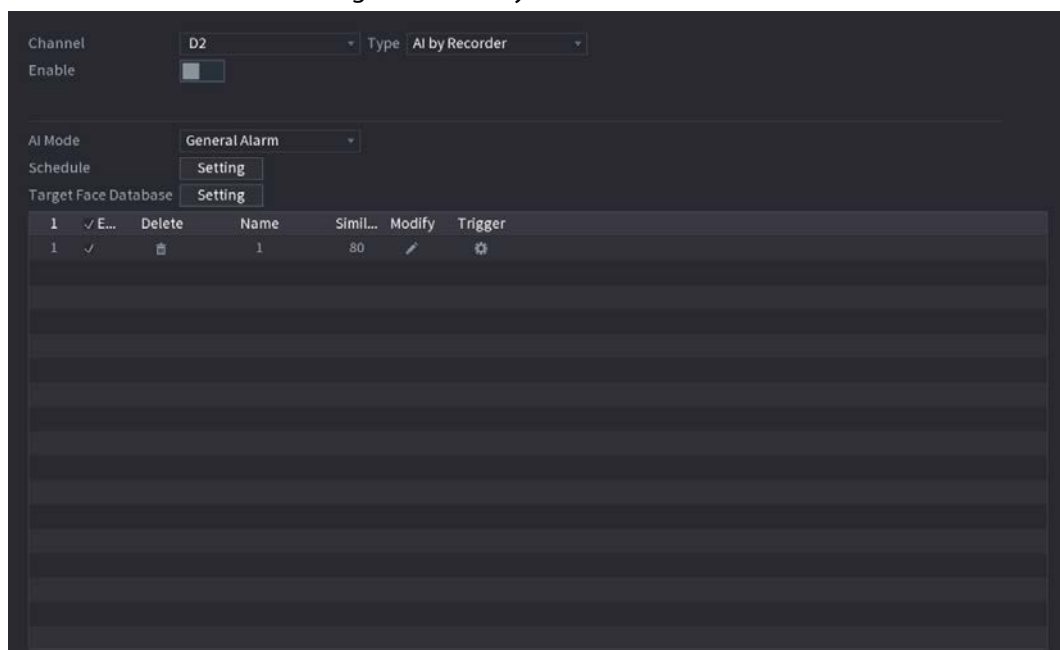 Channel D2 Type AI by Recorder
Enable
AI Mode General Alarm
Schedule Setting
Target Face Database Setting
1 E... Delete Name Simil... Modify Trigger
1 1 80